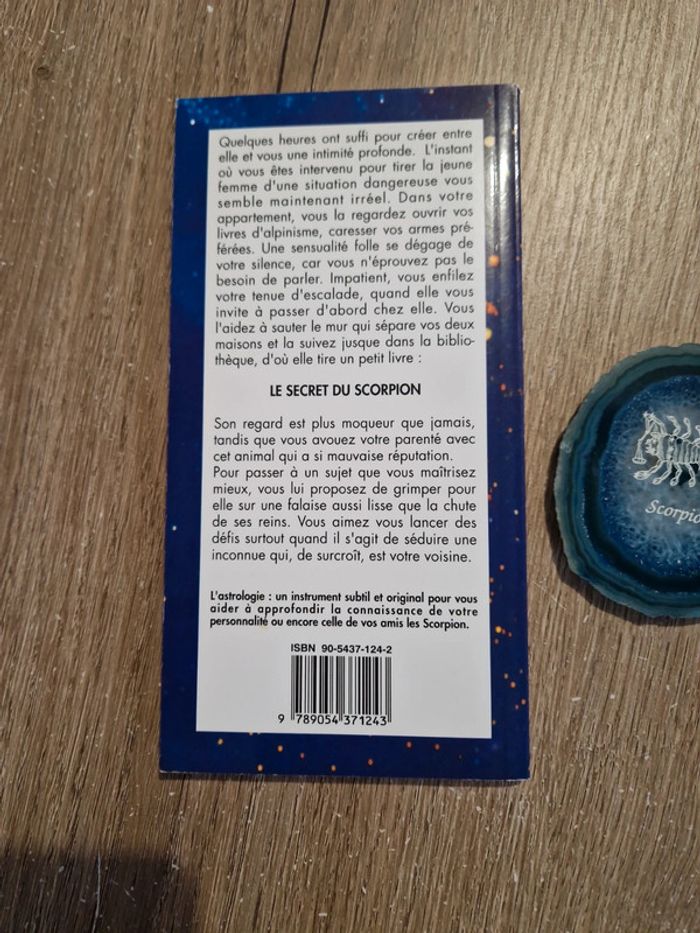 Quelques heures ont suffi pour créer entre
elle et vous une intimité profonde. L'instant
où vous êtes intervenu pour tirer la jeune
femme d'une situation dangereuse vous
semble maintenant irréel. Dans votre
appartement, vous la regardez ouvrir vos
livres d'alpinisme, caresser vos armes pré-
férées. Une sensualité folle se dégage de
votre silence, car vous n'éprouvez pas le
besoin de parler. Impatient, vous enfilez
votre tenue d'escalade, quand elle vous
invite à passer d'abord chez elle. Vous
l'aidez à sauter le mur qui sépare vos deux
maisons et la suivez jusque dans la biblio-
thèque, d'où elle tire un petit livre :
LE SECRET DU SCORPION
Son regard est plus moqueur que jamais,
tandis que vous avouez votre parenté avec
cet animal qui a si mauvaise réputation.
Pour passer à un sujet que vous maîtrisez
mieux, vous lui proposez de grimper pour
elle sur une falaise aussi lisse que la chute
de ses reins. Vous aimez vous lancer des
défis surtout quand il s'agit de séduire une
inconnue qui, de surcroît, est votre voisine.
L'astrologie : un instrument subtil et original pour vous
aider à approfondir la connaissance de votre
personnalité ou encore celle de vos amis les Scorpion.
ISBN 90-5437-124-2
9 789054 371243
Scorpio